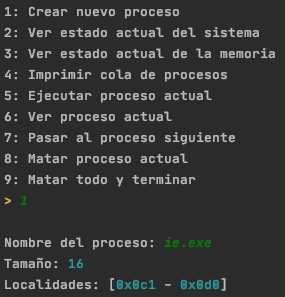 1: Crear nuevo proceso
2: Ver estado actual del sistema
3: Ver estado actual de la memoria
4: Imprimir cola de procesos
5: Ejecutar proceso actual
6: Ver proceso actual
7: Pasar al proceso siguiente
8: Matar proceso actual
9: Matar todo y terminar
> 1
Nombre del proceso: ie.exe
Tamaño: 16
Localidades: [0x0c1 - 0x0d0]